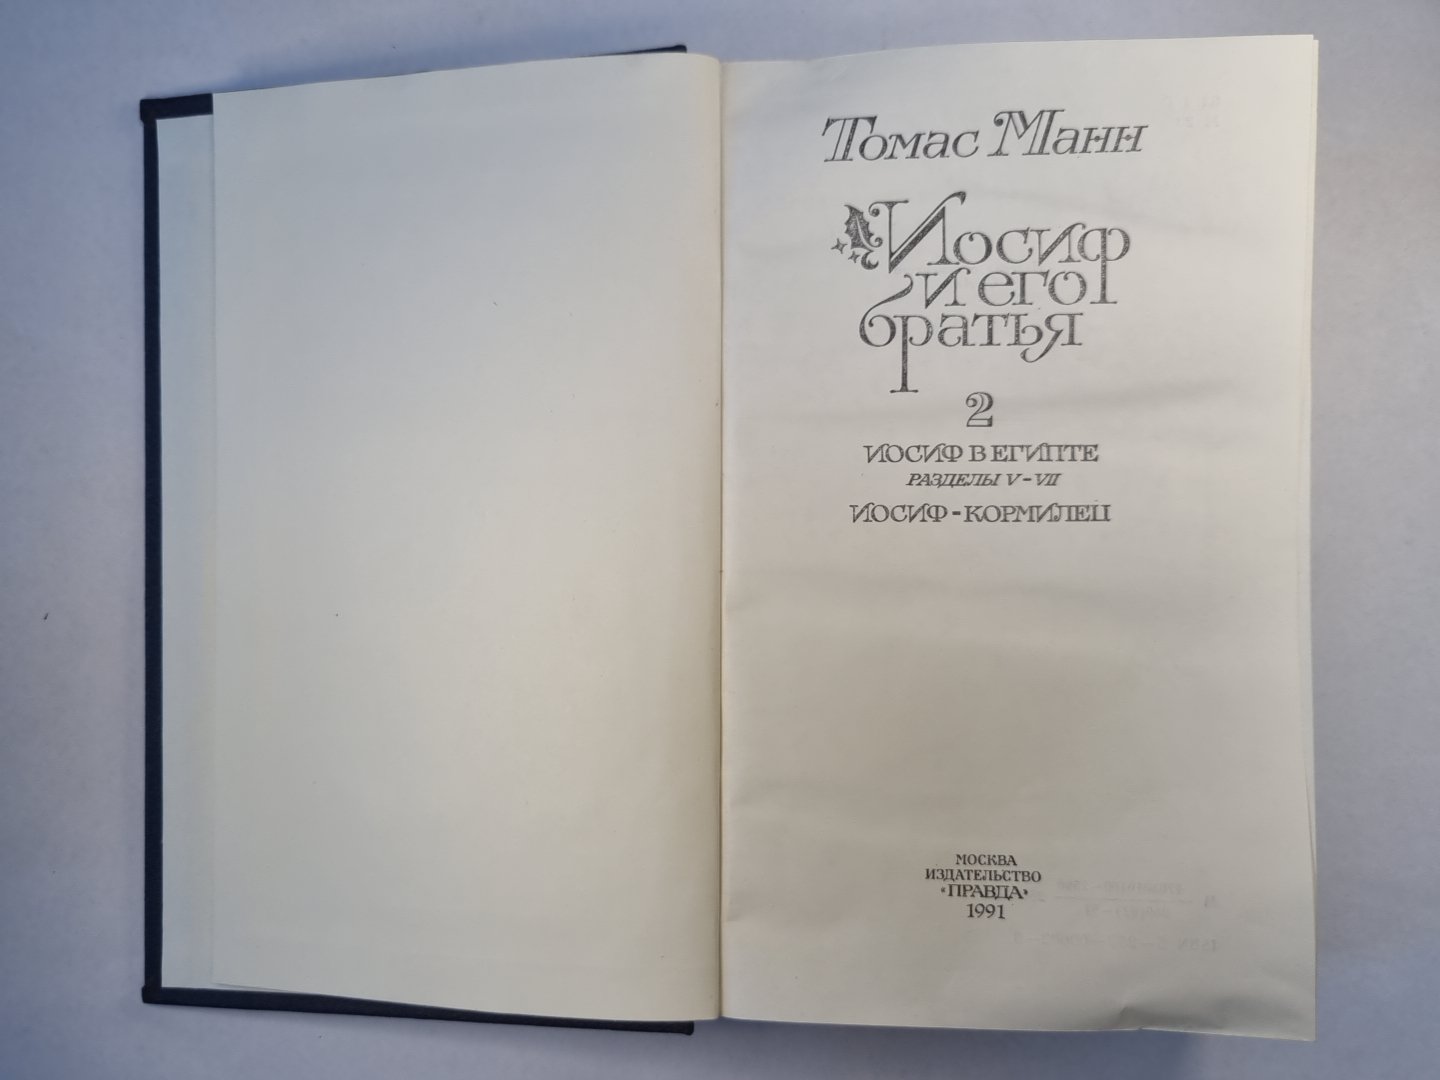 Томас Манн
Иосиф
и его
братья
2
ИОСИФ В ЕГИПТЕ
РАЗДЕЛЫ V-VII
ИОСИФ-КОРМИЛЕЦ
МОСКВА
ИЗДАТЕЛЬСТВО
«ПРАВДА»
1991